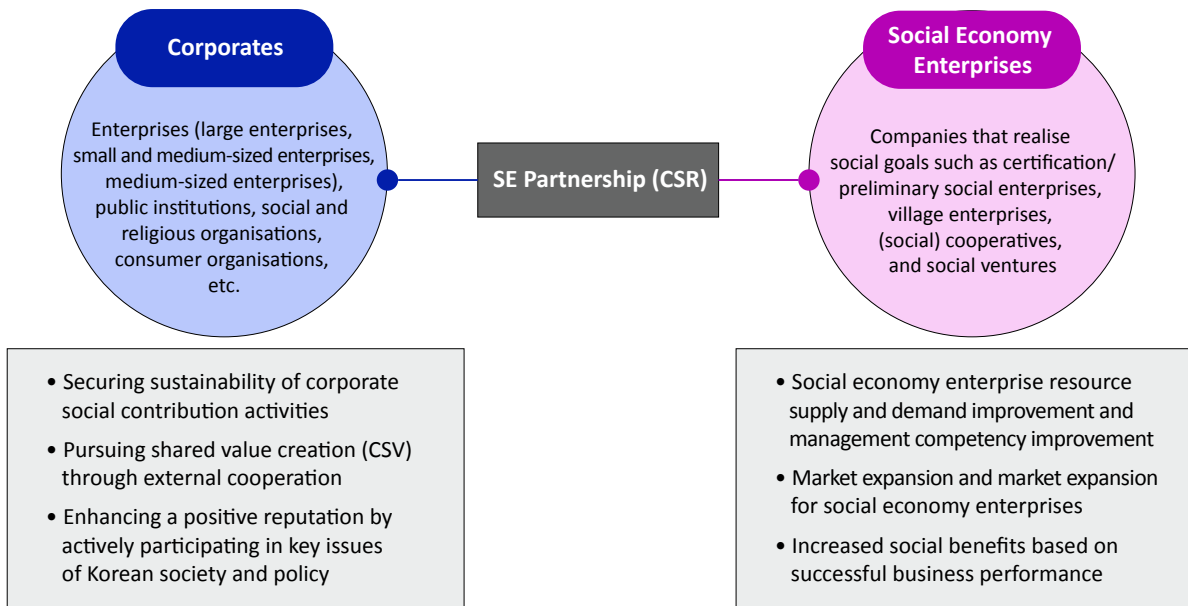 Corporates
Enterprises (large enterprises,
small and medium-sized enterprises,
medium-sized enterprises),
public institutions, social and
religious organisations,
consumer organisations,
etc.
SE Partnership (CSR)
Social Economy
Enterprises
Companies that realise
social goals such as certification/
preliminary social enterprises,
village enterprises,
(social) cooperatives,
and social ventures
• Securing sustainability of corporate
social contribution activities
• Pursuing shared value creation (CSV)
through external cooperation
• Enhancing a positive reputation by
actively participating in key issues
of Korean society and policy
• Social economy enterprise resource
supply and demand improvement and
management competency improvement
• Market expansion and market expansion
for social economy enterprises
• Increased social benefits based on
successful business performance